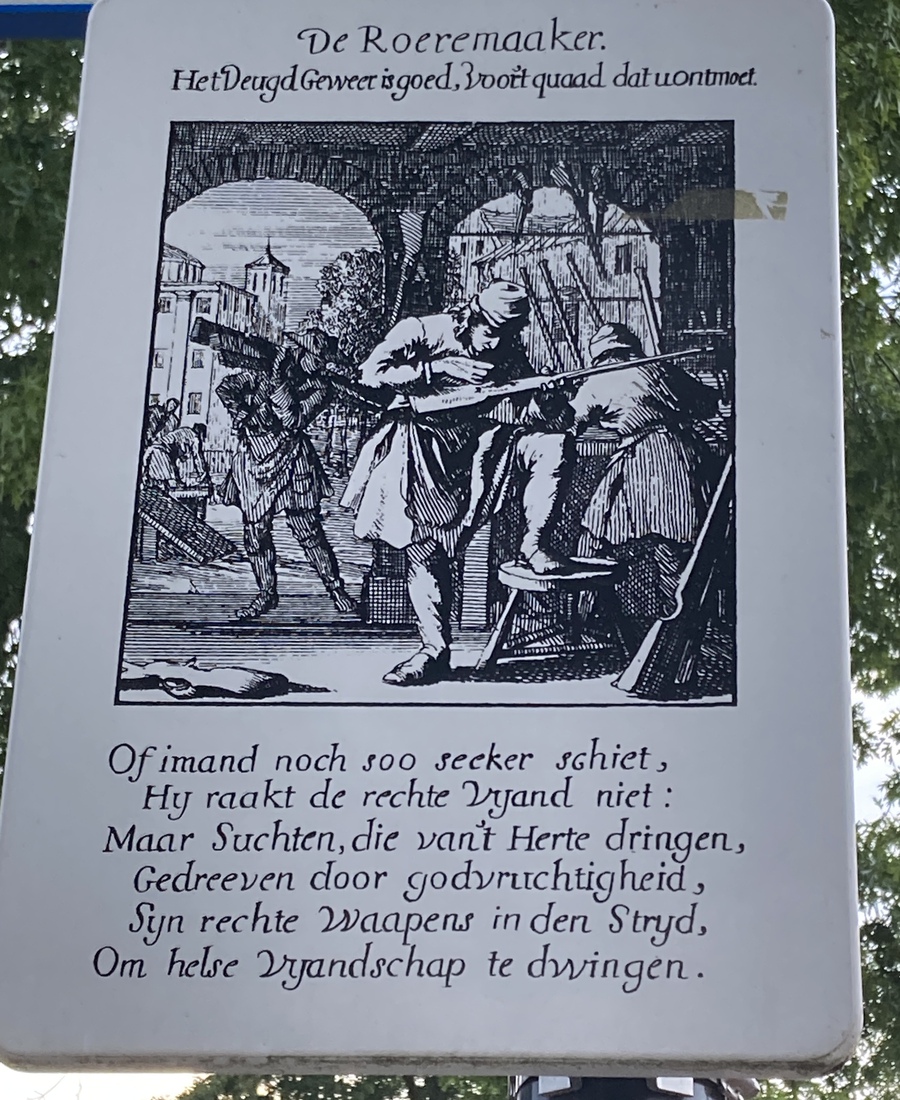 De Roeremaaker.
Het Deugd Geweer is goed, Voor't quaad dat u ontmoet.
Of imand noch soo seeker schiet,
Hy raakt de rechte Vyand niet:
Maar Suchten, die van't Herte dringen,
Gedreeven door godvruchtigheid,
Syn rechte Waapens in den Stryd,
Om helse Vyandschap te dwingen.